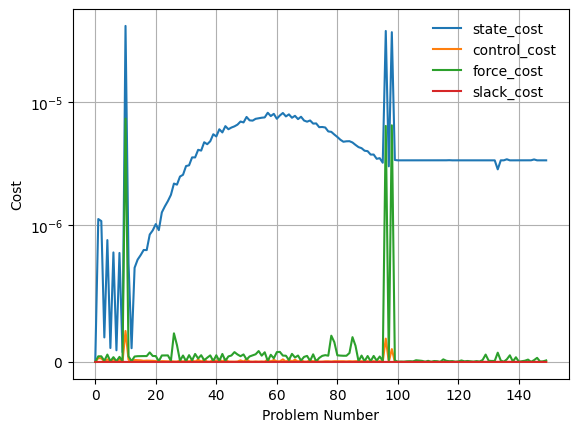 state_cost
control_cost
force_cost
slack_cost
10^-5
10^-6
0
Cost
0 20 40 60 80 100 120 140
Problem Number